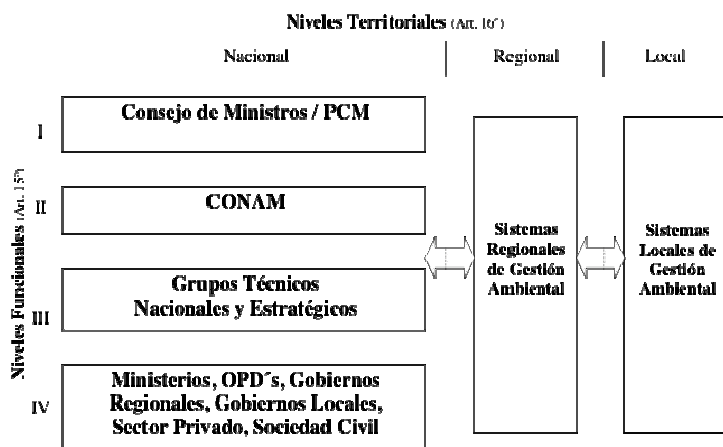 Niveles Territoriales (Art. 16°)
Nacional
Regional
Local
Niveles Funcionales (Art. 15°)
I
Consejo de Ministros / PCM
II
CONAM
III
Grupos Técnicos
Nacionales y Estratégicos
IV
Ministerios, OPD´s, Gobiernos
Regionales, Gobiernos Locales,
Sector Privado, Sociedad Civil
Sistemas
Regionales
de Gestión
Ambiental
Sistemas
Locales de
Gestión
Ambiental